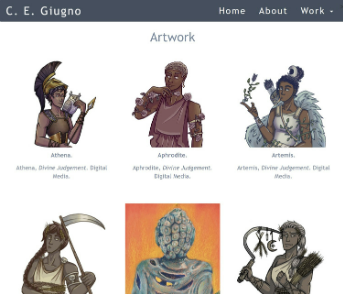 C. E. Giugno
Home About Work
Artwork
Athena.
Aphrodite.
Artemis.
Athena, Divine Judgement. Digital
Media.
Aphrodite, Divine Judgement.
Digital Media.
Artemis, Divine Judgement. Digital
Media.